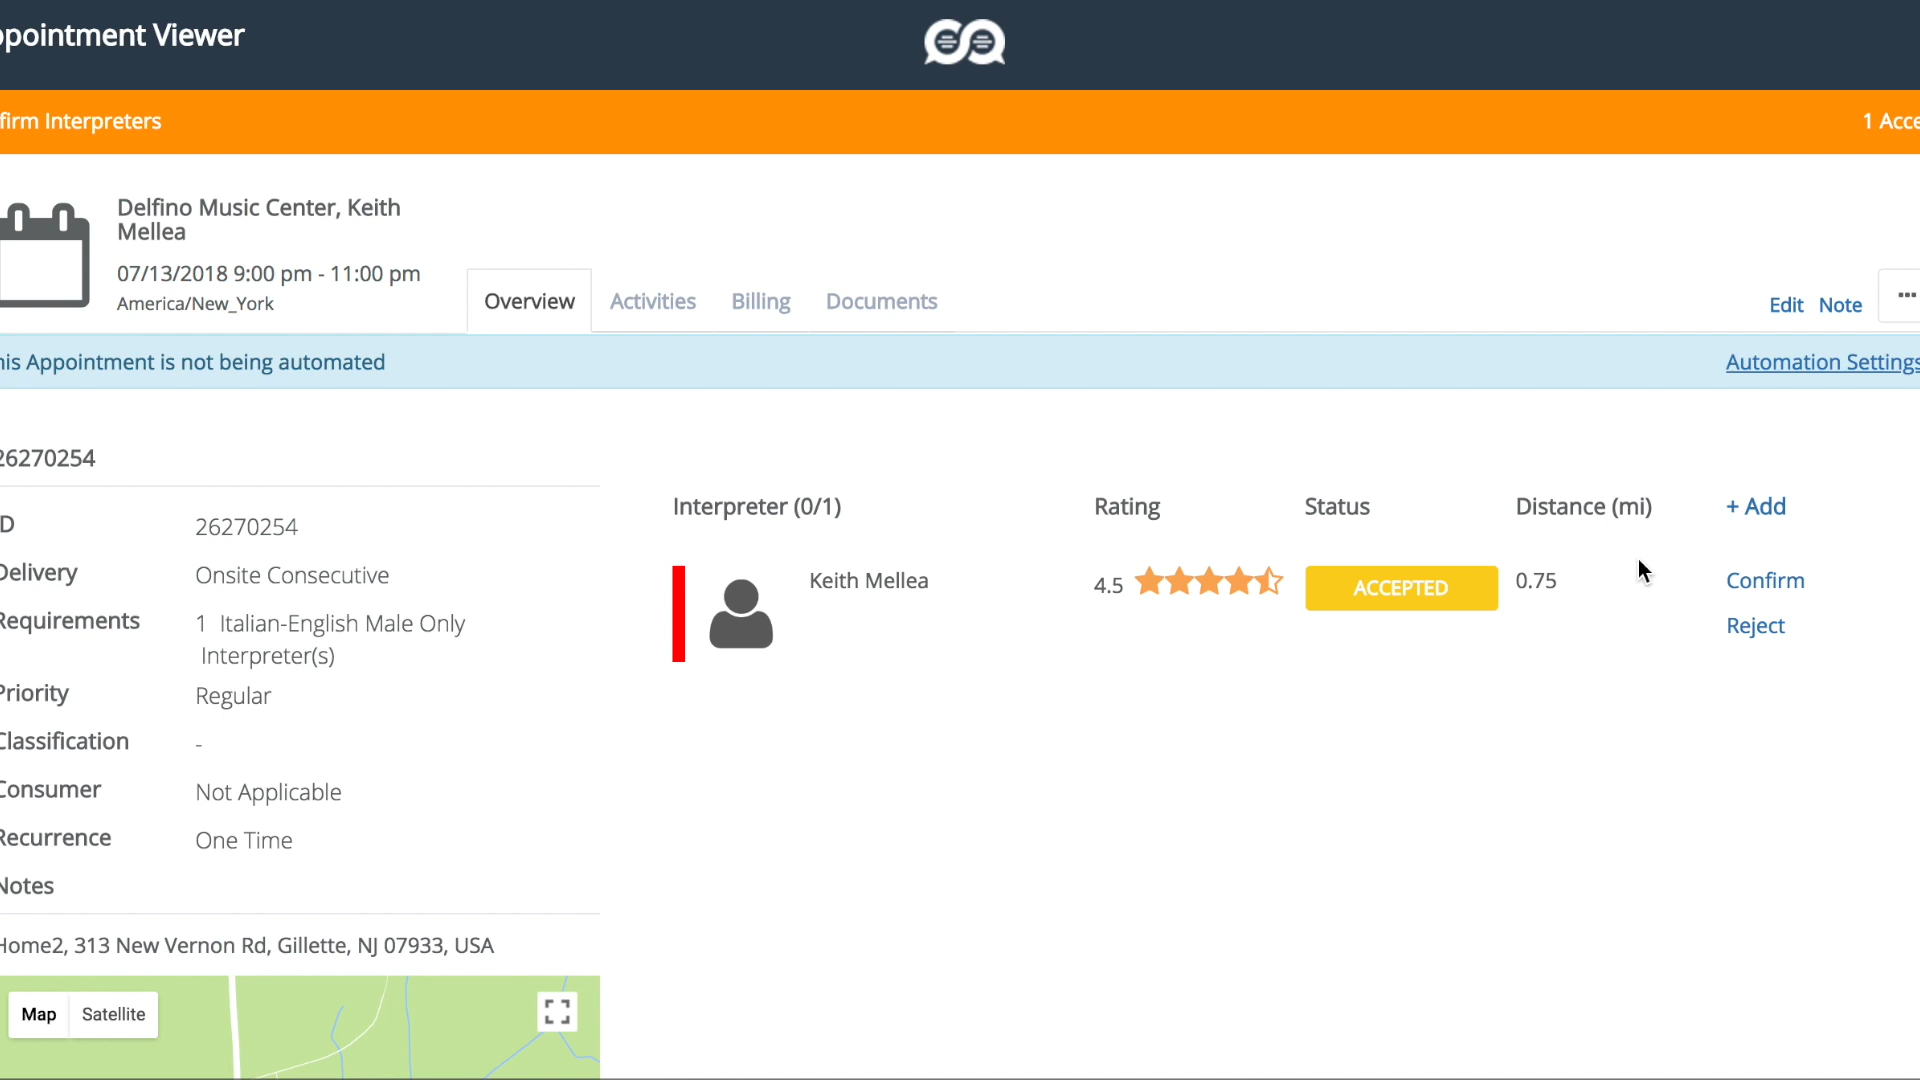 ppointment Viewer
firm Interpreters
1 Acce
Delfino Music Center, Keith
Mellea
07/13/2018 9:00 pm - 11:00 pm
America/New_York
Overview
Activities
Billing
Documents
Edit
Note
his Appointment is not being automated
Automation Settings
26270254
D
26270254
Delivery
Onsite Consecutive
Requirements
1 Italian-English Male Only
Interpreter(s)
Priority
Regular
Classification
-
Consumer
Not Applicable
Recurrence
One Time
Notes
Home2, 313 New Vernon Rd, Gillette, NJ 07933, USA
Map
Satellite
Interpreter (0/1)
Rating
Status
Distance (mi)
+ Add
Keith Mellea
4.5
ACCEPTED
0.75
Confirm
Reject